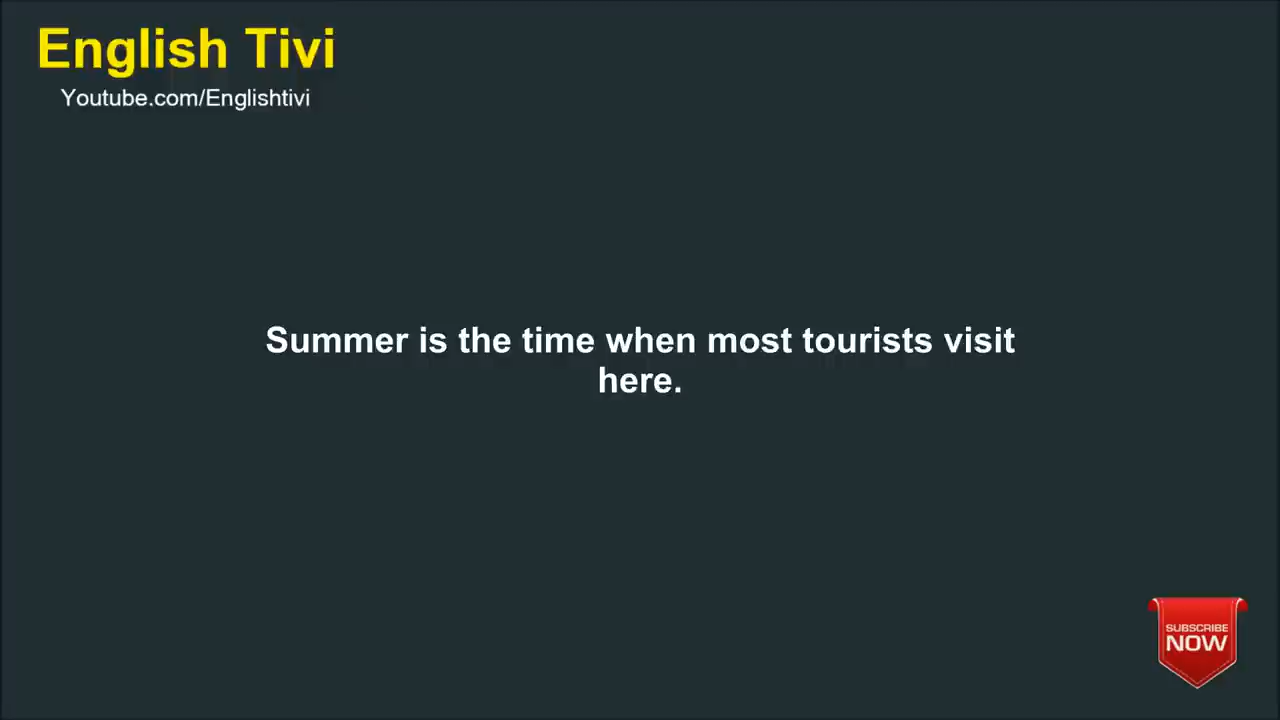 English Tivi
Youtube.com/Englishtivi
Summer is the time when most tourists visit
here.
SUBSCRIBE
NOW